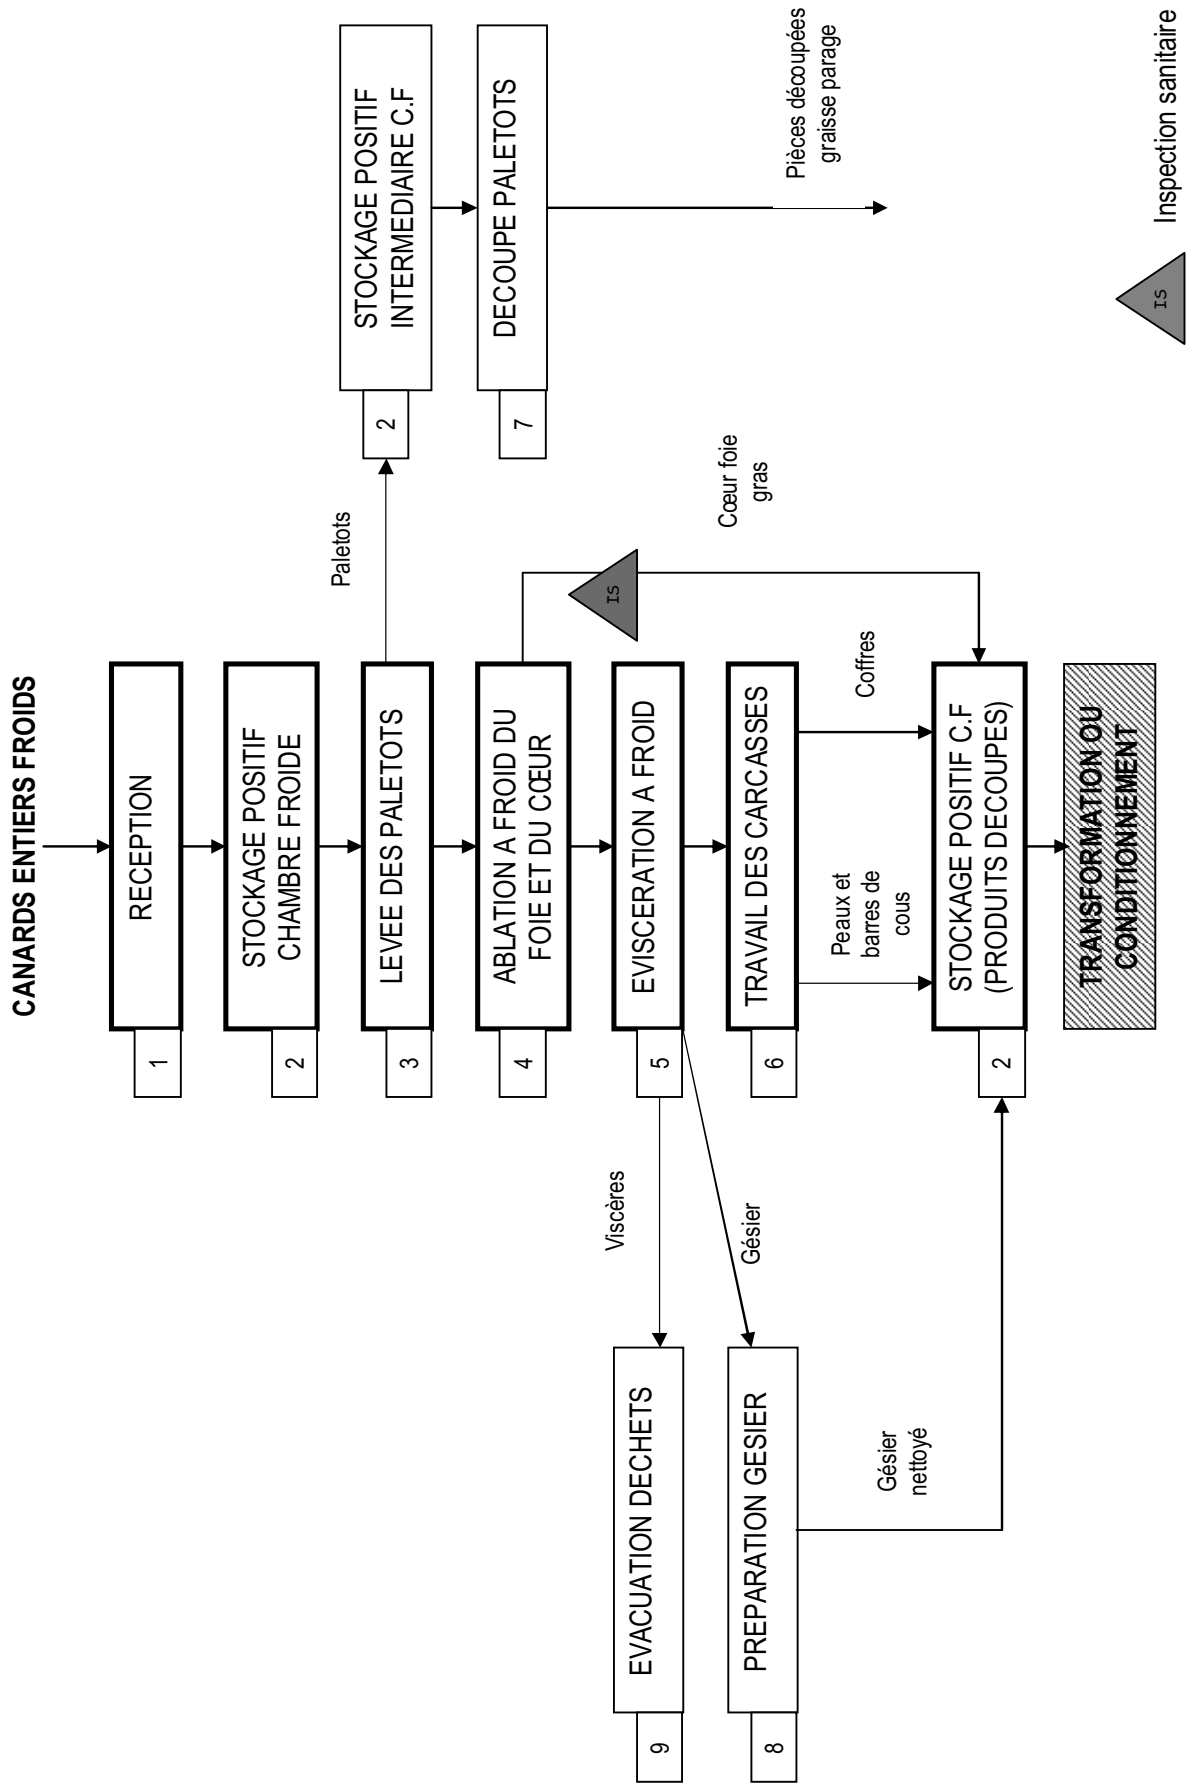 CANARDS ENTIERS FROIDS
1
RECEPTION
2
STOCKAGE POSITIF
CHAMBRE FROIDE
3
LEVEE DES PALETOTS
Paletots
2
STOCKAGE POSITIF
INTERMEDIAIRE C.F
7
DECOUPE PALETOTS
Pièces découpées
graisse parage
4
ABLATION A FROID DU
FOIE ET DU CŒUR
IS
Cœur foie
gras
5
EVISCERATION A FROID
Viscères
Gésier
9
EVACUATION DECHETS
8
PREPARATION GESIER
Gésier
nettoyé
6
TRAVAIL DES CARCASSES
Peaux et
barres de
cous
Coffres
2
STOCKAGE POSITIF C.F
(PRODUITS DECOUPES)
TRANSFORMATION OU
CONDITIONNEMENT
IS
Inspection sanitaire